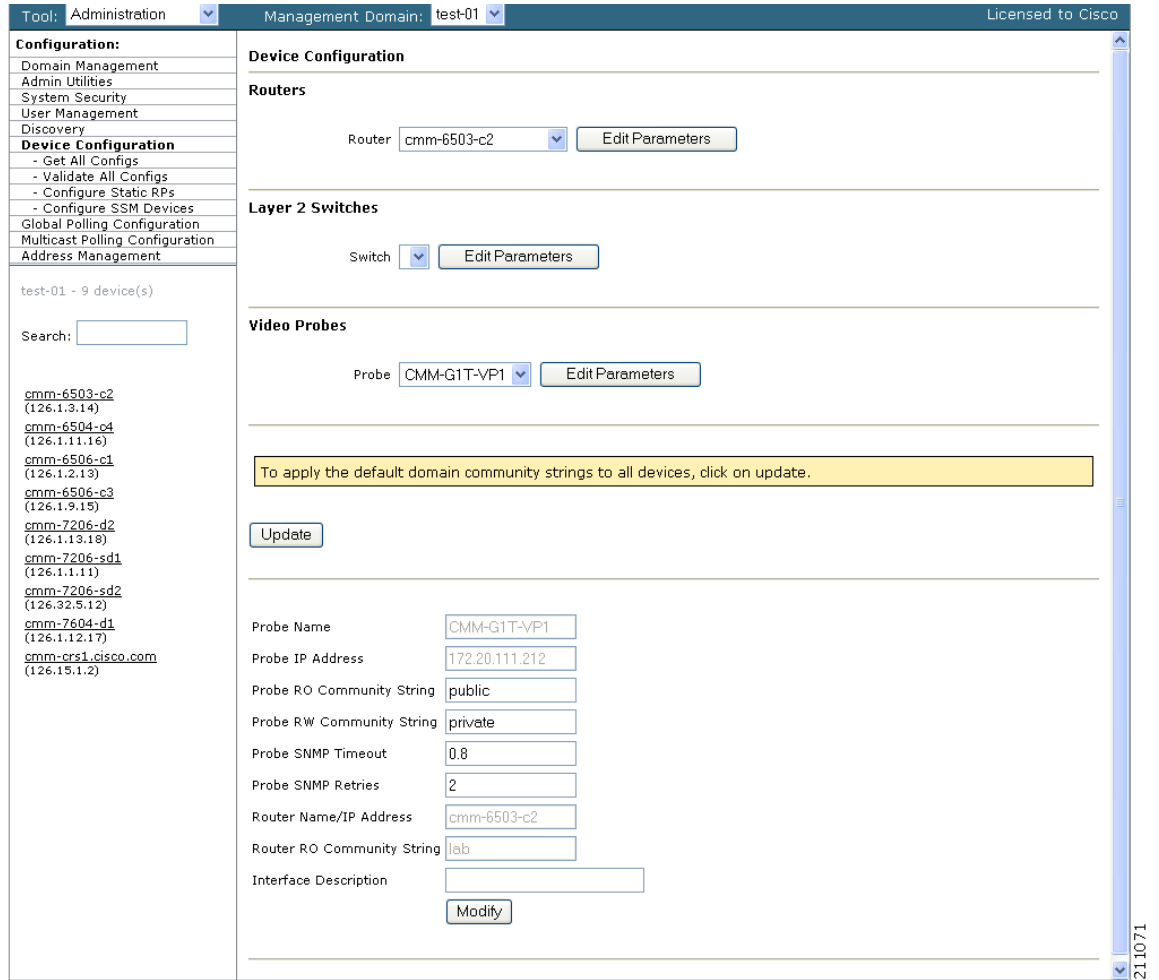 Tool: Administration Management Domain: test-01 Licensed to Cisco
Configuration:
Domain Management
Admin Utilities
System Security
User Management
Discovery
Device Configuration
- Get All Configs
- Validate All Configs
- Configure Static RPs
- Configure SSM Devices
Global Polling Configuration
Multicast Polling Configuration
Address Management
test-01 - 9 device(s)
Search:
cmm-6503-c2
(126.1.3.14)
cmm-6504-c4
(126.1.11.16)
cmm-6506-c1
(126.1.2.13)
cmm-6506-c3
(126.1.9.15)
cmm-7206-d2
(126.1.13.18)
cmm-7206-sd1
(126.1.1.11)
cmm-7206-sd2
(126.32.5.12)
cmm-7604-d1
(126.1.12.17)
cmm-crs1.cisco.com
(126.15.1.2)
Device Configuration
Routers
Router cmm-6503-c2 Edit Parameters
Layer 2 Switches
Switch Edit Parameters
Video Probes
Probe CMM-G1T-VP1 Edit Parameters
To apply the default domain community strings to all devices, click on update.
Update
Probe Name CMM-G1T-VP1
Probe IP Address 172.20.111.212
Probe RO Community String public
Probe RW Community String private
Probe SNMP Timeout 0.8
Probe SNMP Retries 2
Router Name/IP Address cmm-6503-c2
Router RO Community String lab
Interface Description
Modify
211071